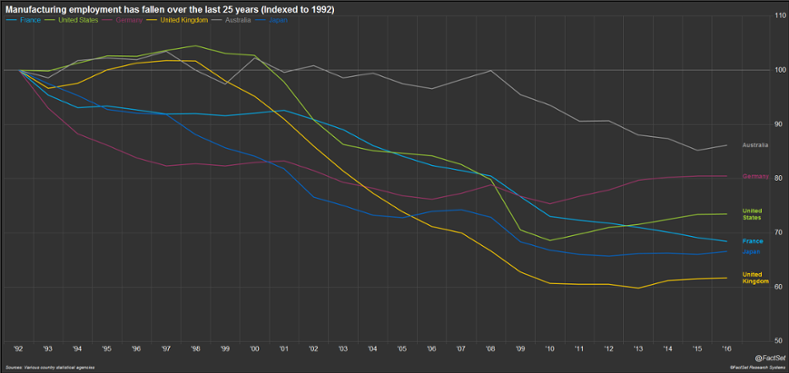 Manufacturing employment has fallen over the last 25 years (Indexed to 1992)
France United States Germany United Kingdom Australia Japan
110
100
90
80
70
60
50
Australia
Germany
United
States
France
Japan
United
Kingdom
'92 '93 '94 '95 '96 '97 '98 '99 '00 '01 '02 '03 '04 '05 '06 '07 '08 '09 '10 '11 '12 '13 '14 '15 '16
@FactSet
Sources: Various country statistical agencies
©FactSet Research Systems